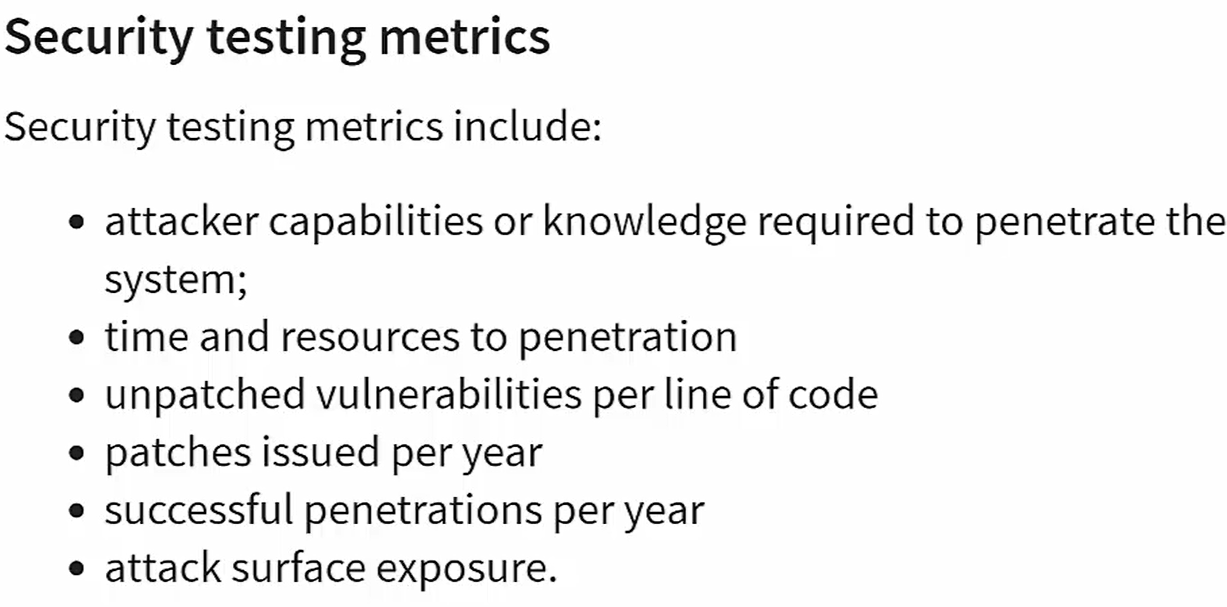 Security testing metrics
Security testing metrics include:
• attacker capabilities or knowledge required to penetrate the
system;
• time and resources to penetration
• unpatched vulnerabilities per line of code
• patches issued per year
• successful penetrations per year
• attack surface exposure.